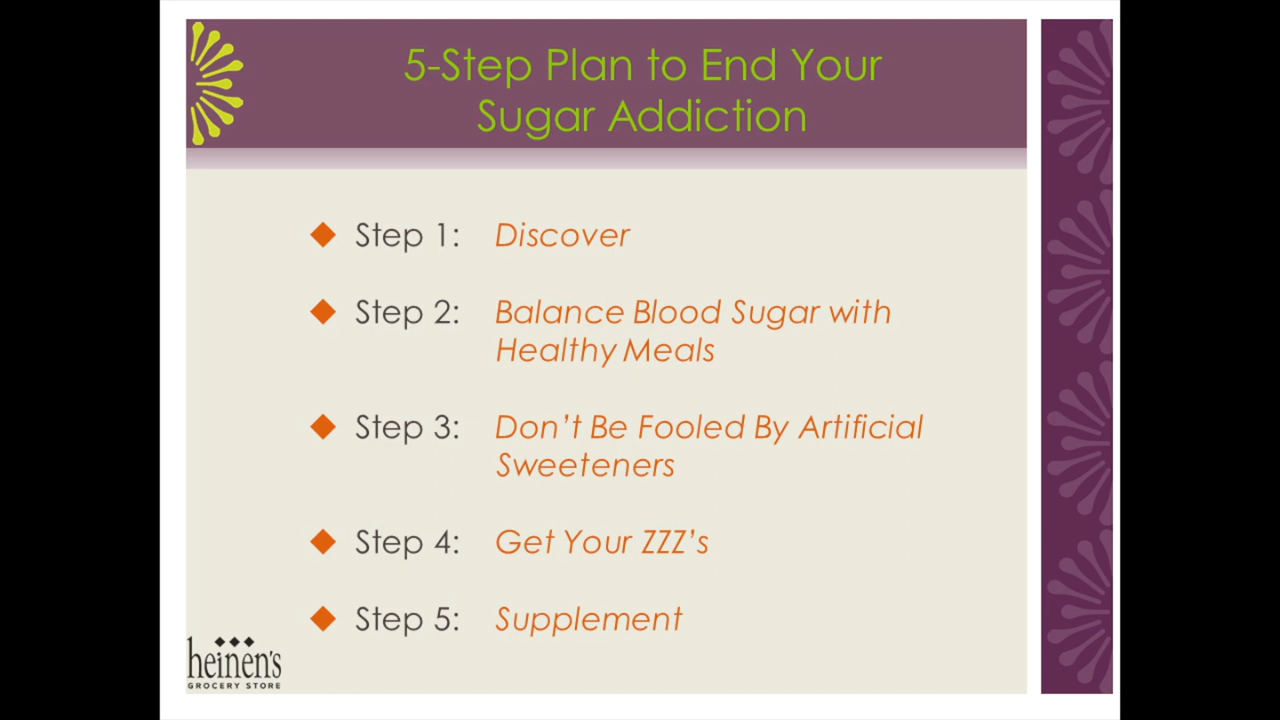 5-Step Plan to End Your
Sugar Addiction
Step 1: Discover
Step 2: Balance Blood Sugar with
Healthy Meals
Step 3: Don't Be Fooled By Artificial
Sweeteners
Step 4: Get Your ZZZ's
Step 5: Supplement
heinen's
GROCERY STORE